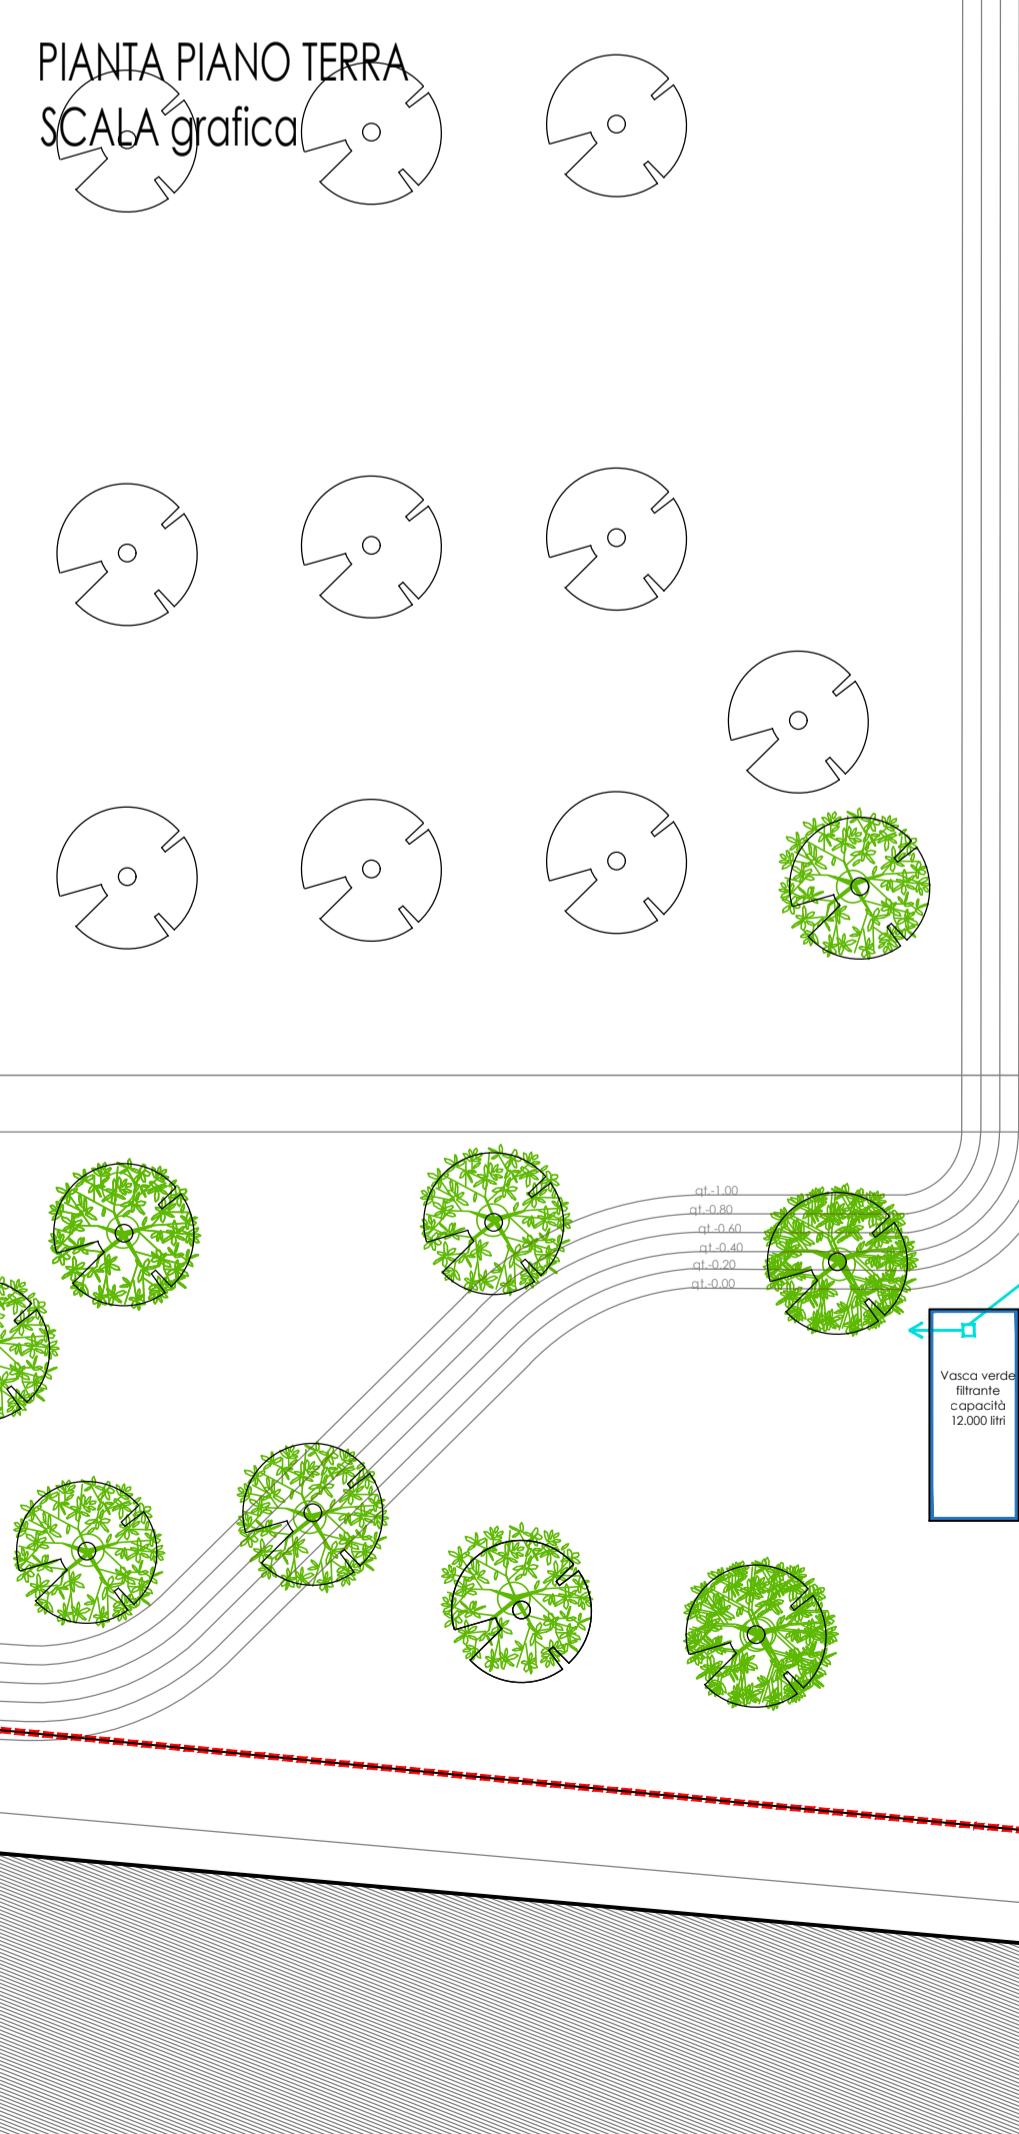 PIANTA PIANO TERRA
SCALA grafica
qt.-1.00
qt.-0.80
qt.-0.60
qt.-0.40
qt.-0.20
qt.-0.00
Vasca verde
filtrante
capacità
12.000 litri